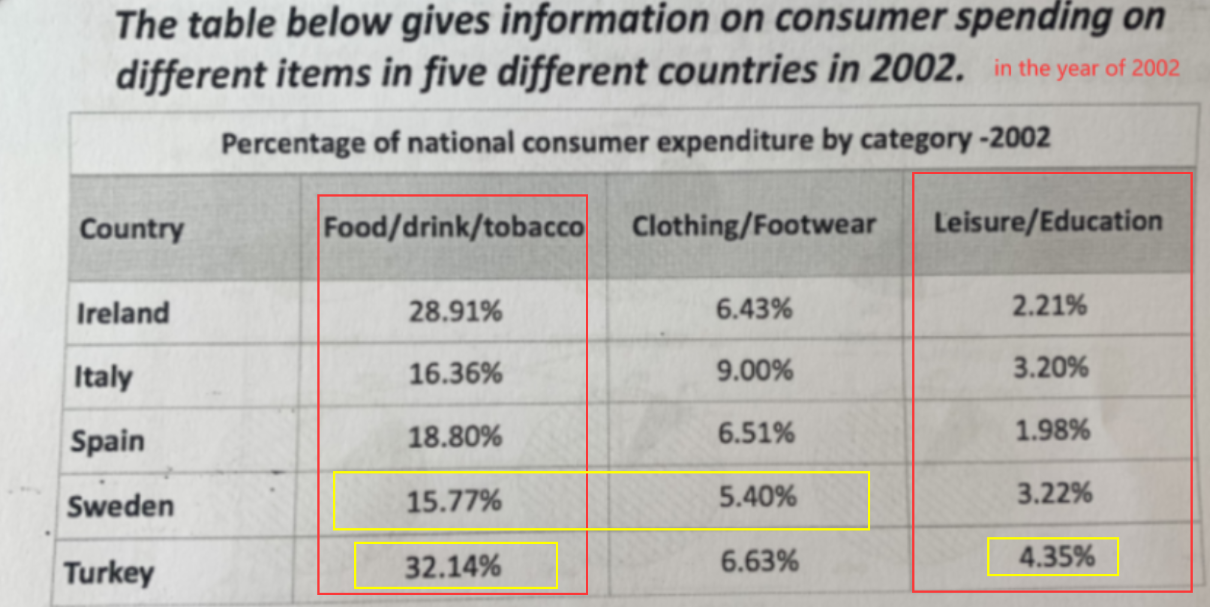 The table below gives information on consumer spending on
different items in five different countries in 2002. in the year of 2002
Percentage of national consumer expenditure by category -2002
Country Food/drink/tobacco Clothing/Footwear Leisure/Education
Ireland 28.91% 6.43% 2.21%
Italy 16.36% 9.00% 3.20%
Spain 18.80% 6.51% 1.98%
Sweden 15.77% 5.40% 3.22%
Turkey 32.14% 6.63% 4.35%